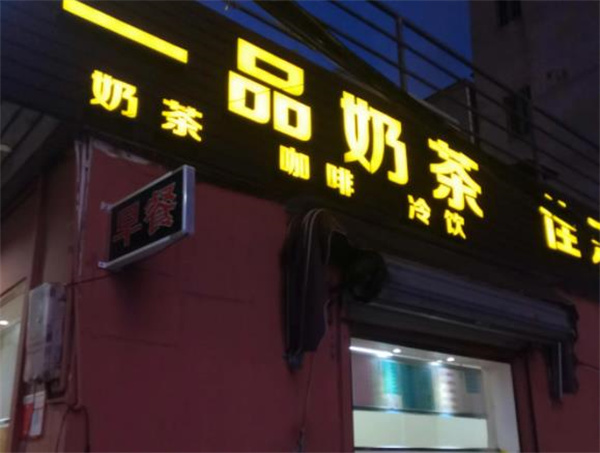 一品奶茶
奶茶 咖啡 冷饮
早餐